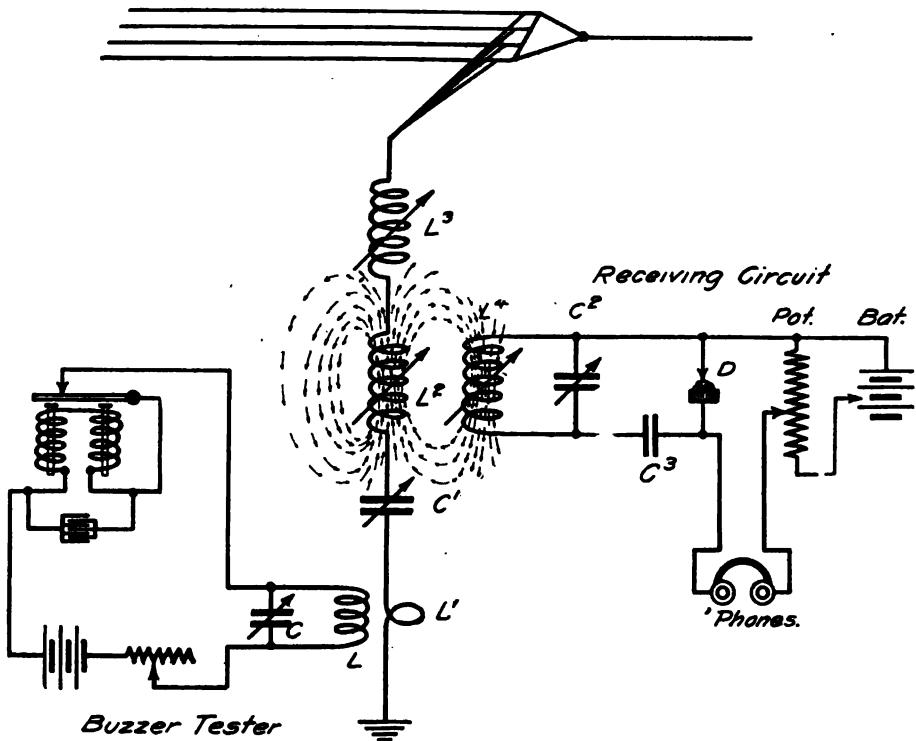 L³
Receiving Circuit
L⁴
C²
Pot.
Bat.
D
L²
C³
C'
C
L'
L
'Phones.
Buzzer Tester